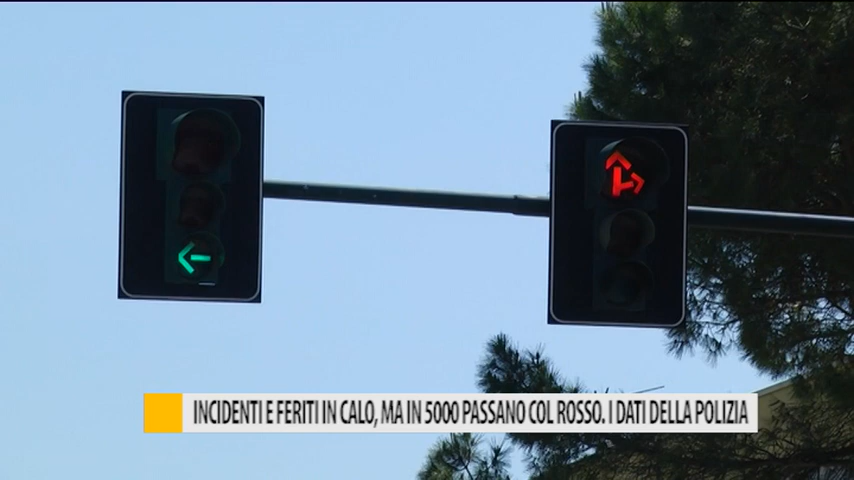 INCIDENTI E FERITI IN CALO, MA IN 5000 PASSANO COL ROSSO. I DATI DELLA POLIZIA